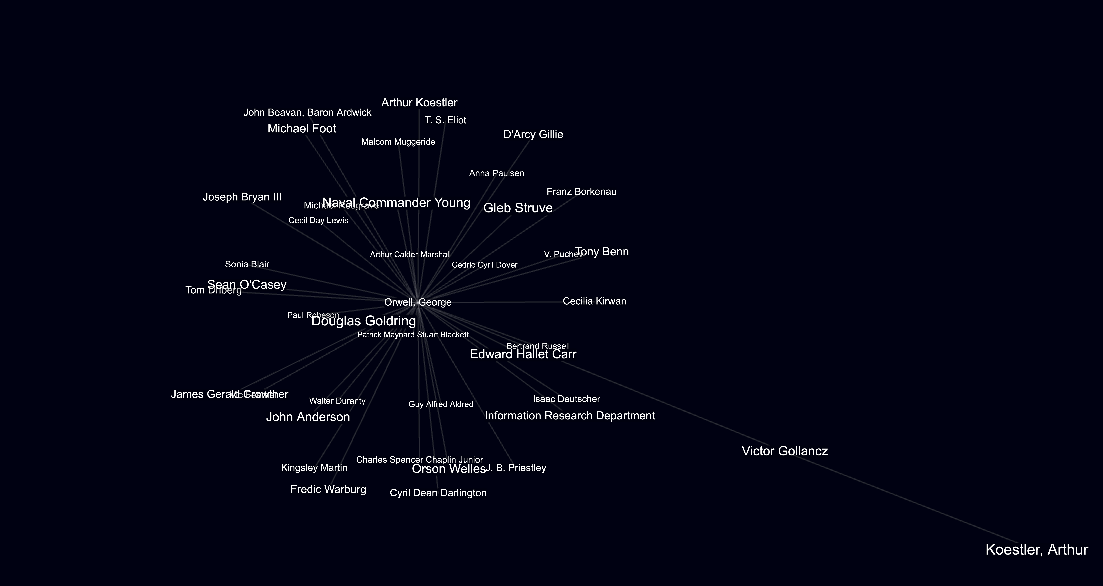 Arthur Koestler
John Beavan. Baron Ardwick
T. S. Eliot
Michael Foot
D'Arcy Gillie
Malcom Muggeride
Anna Paulsen
Franz Borkenau
Joseph Bryan III
Naval Commander Young
Gleb Struve
Cecil Day Lewis
Tony Benn
Arthur Calder Marshal
V. Puchev
Sonia Blair
Cedric Cyril Dover
Sean O'Casey
Tom Driberg
Orwell, George
Cecilia Kirwan
Paul Robeson
Douglas Goldring
Patrick Maynard Stuart Blackett
Bertrand Russel
Edward Hallet Carr
James Gerald Crowther
Walter Duranty
Guy Alfred Aldred
Isaac Deutscher
John Anderson
Information Research Department
Victor Gollancz
Charles Spencer Chaplin Junior
Kingsley Martin
Orson Welles
J. B. Priestley
Fredic Warburg
Cyril Dean Darlington
Koestler, Arthur